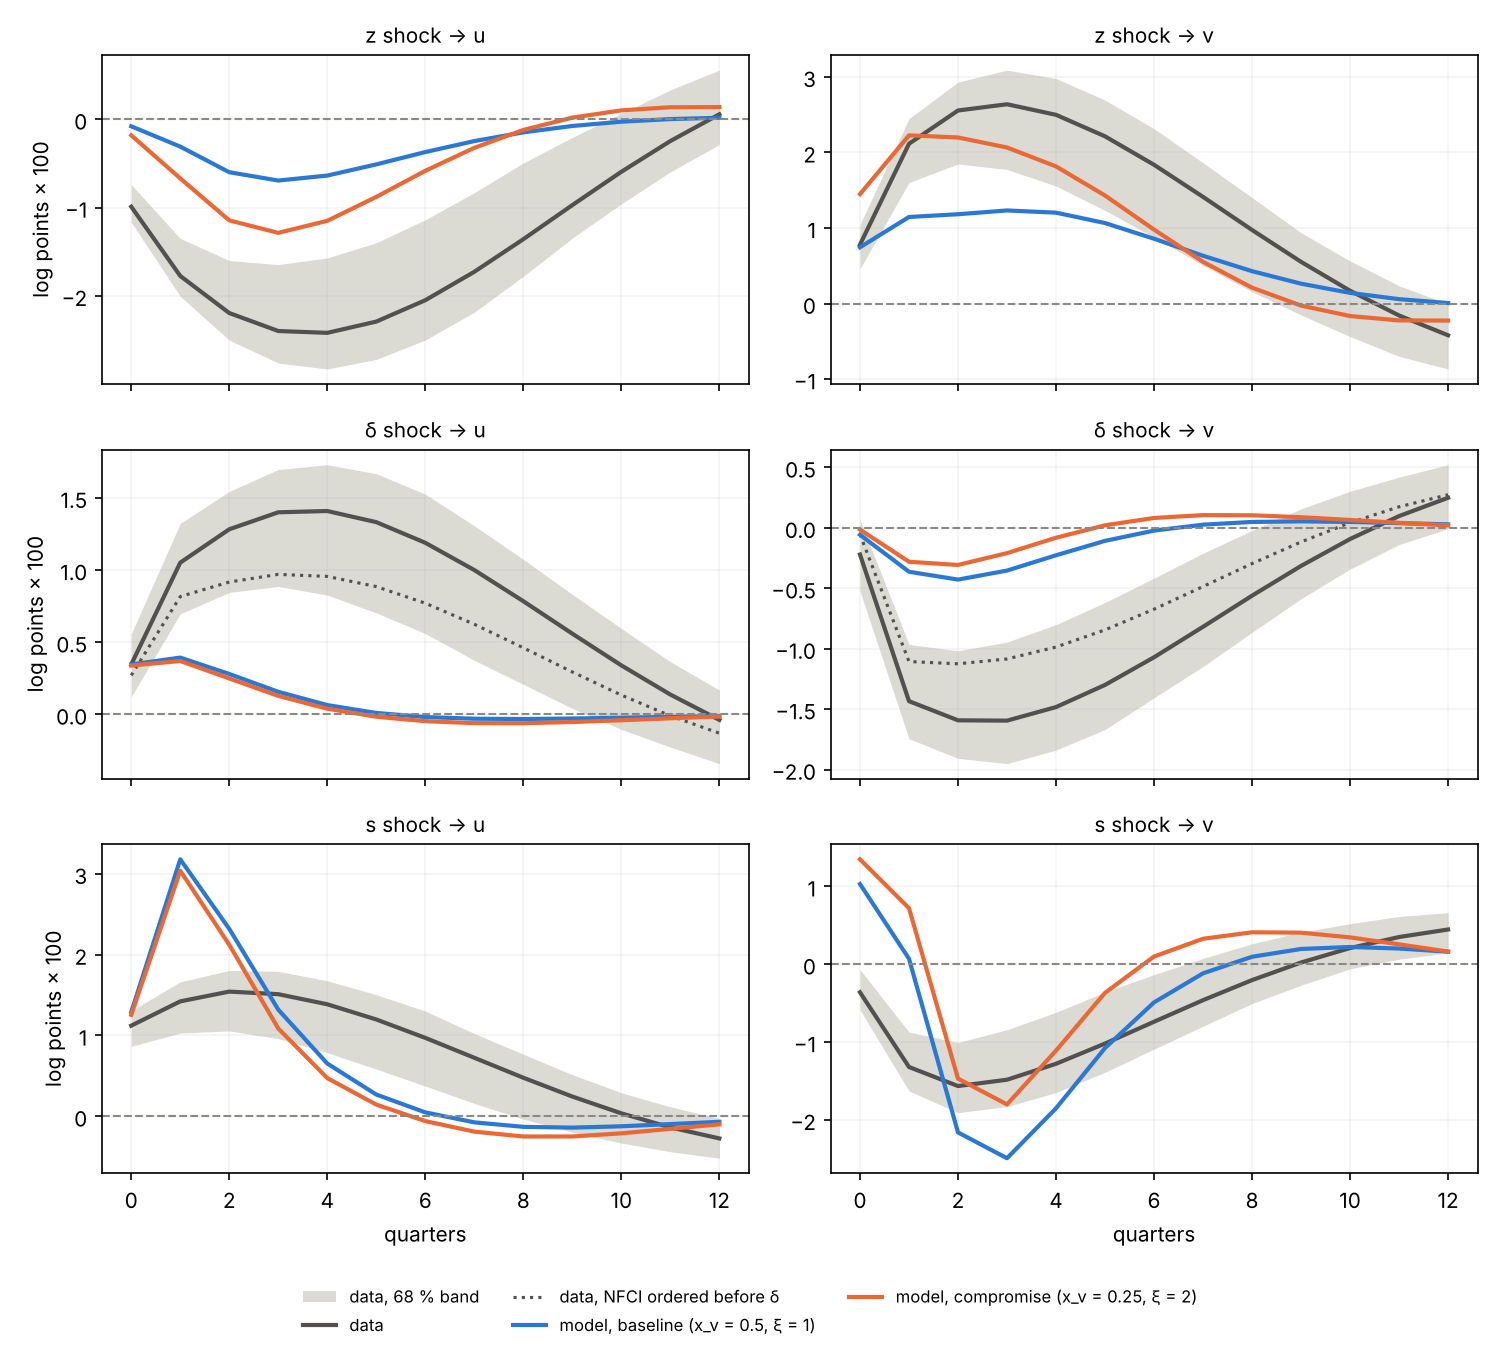 z shock → u
z shock → v
log points × 100
0
−1
−2
3
2
1
0
−1
δ shock → u
δ shock → v
log points × 100
1.5
1.0
0.5
0.0
0.5
0.0
−0.5
−1.0
−1.5
−2.0
s shock → u
s shock → v
log points × 100
3
2
1
0
1
0
−1
−2
0 2 4 6 8 10 12
0 2 4 6 8 10 12
quarters
quarters
data, 68 % band
data, NFCI ordered before δ
model, compromise (x_v = 0.25, ξ = 2)
data
model, baseline (x_v = 0.5, ξ = 1)